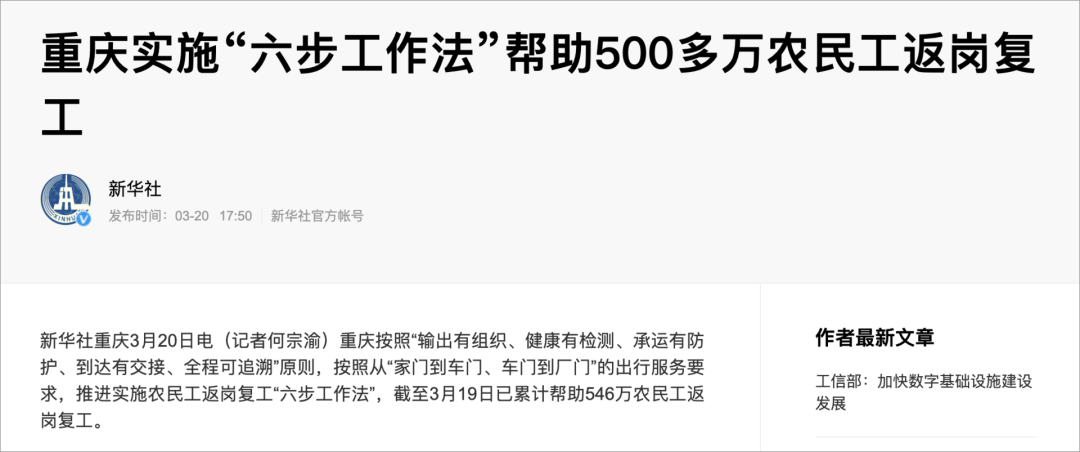 重庆实施“六步工作法”帮助500多万农民工返岗复
工
新华社
发布时间：03-20 17:50 新华社官方帐号
XINHU
新华社重庆3月20日电（记者何宗渝）重庆按照“输出有组织、健康有检测、承运有防
护、到达有交接、全程可追溯”原则，按照从“家门到车门、车门到厂门”的出行服务要
求，推进实施农民工返岗复工“六步工作法”，截至3月19日已累计帮助546万农民工返
岗复工。
作者最新文章
工信部：加快数字基础设施建设
发展